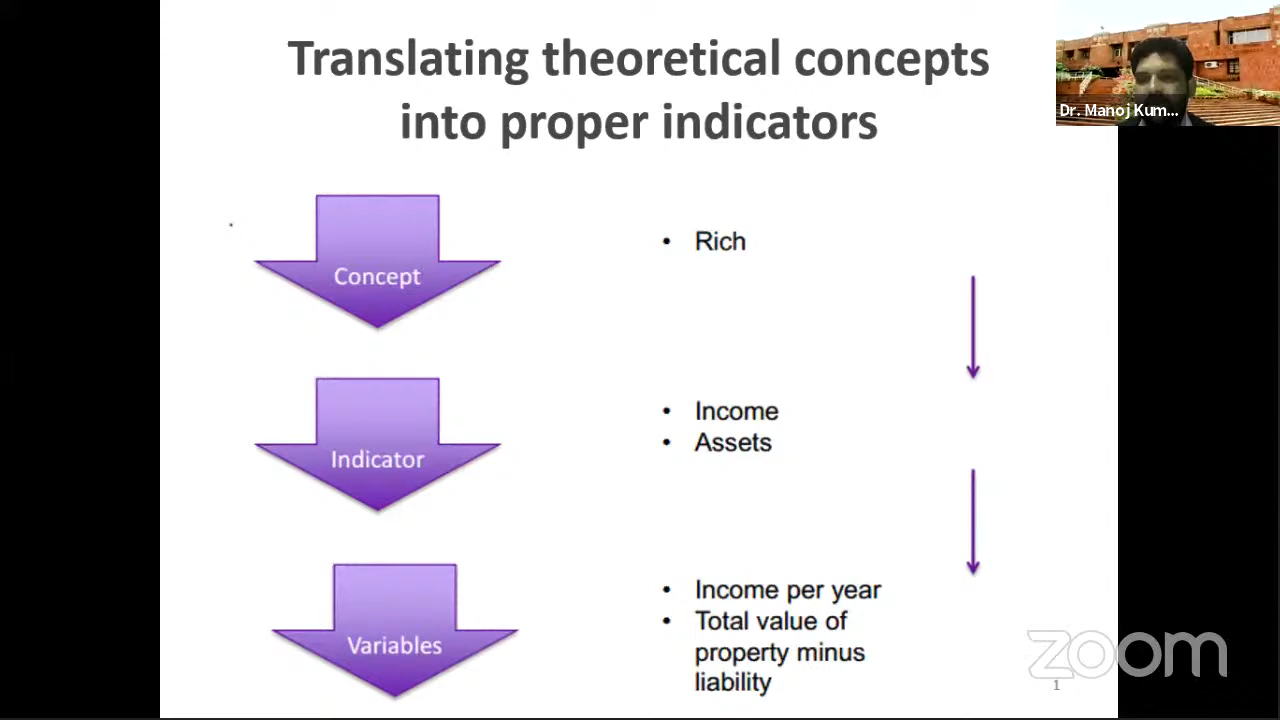 Translating theoretical concepts
into proper indicators
Dr. Manoj Kum...
Concept
• Rich
Indicator
• Income
• Assets
Variables
• Income per year
• Total value of
property minus
liability
zoom
1